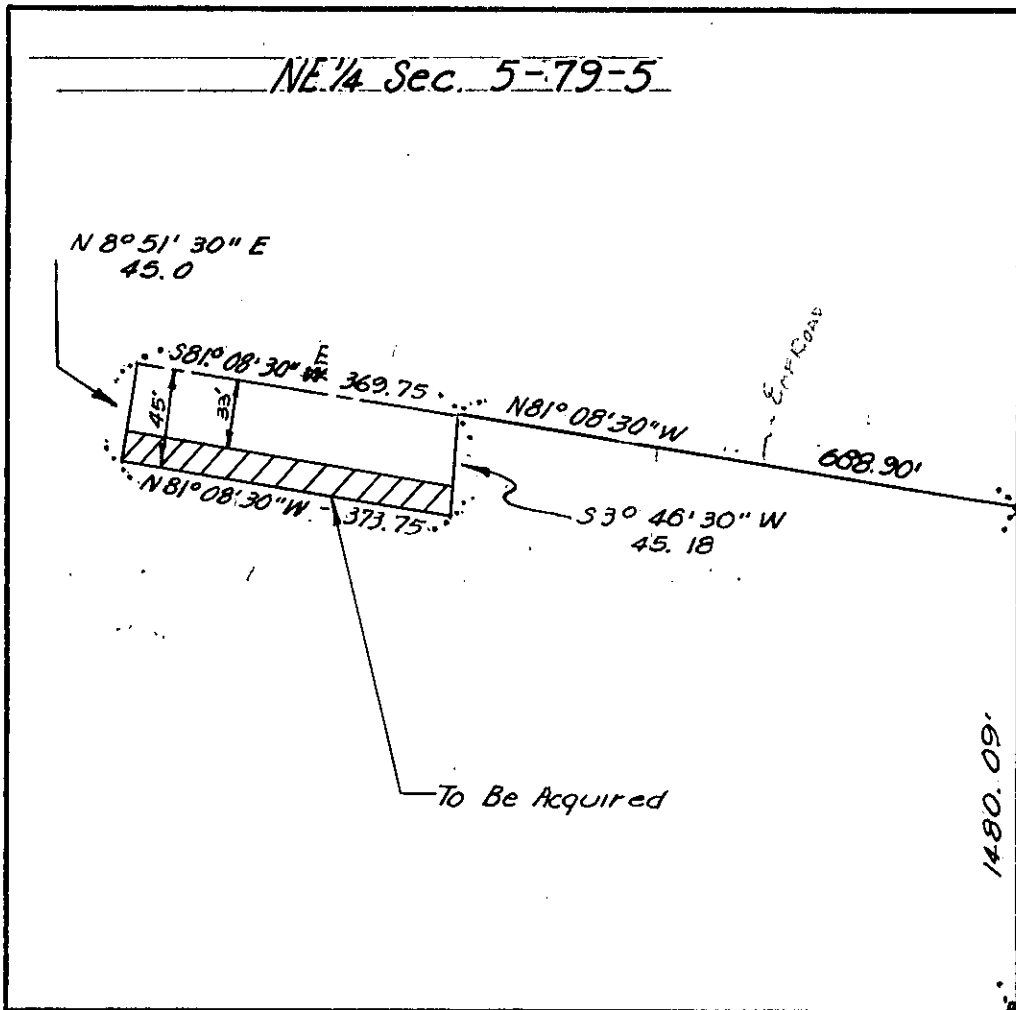 NE 1/4 Sec. 5-79-5
N 8° 51' 30" E
45.0
S81° 08' 30" E 369.75
45'
33'
N81° 08' 30" W
688.90'
N 81° 08' 30" W - 373.75
S 3° 46' 30" W
45.18
To Be Acquired
1480.09'